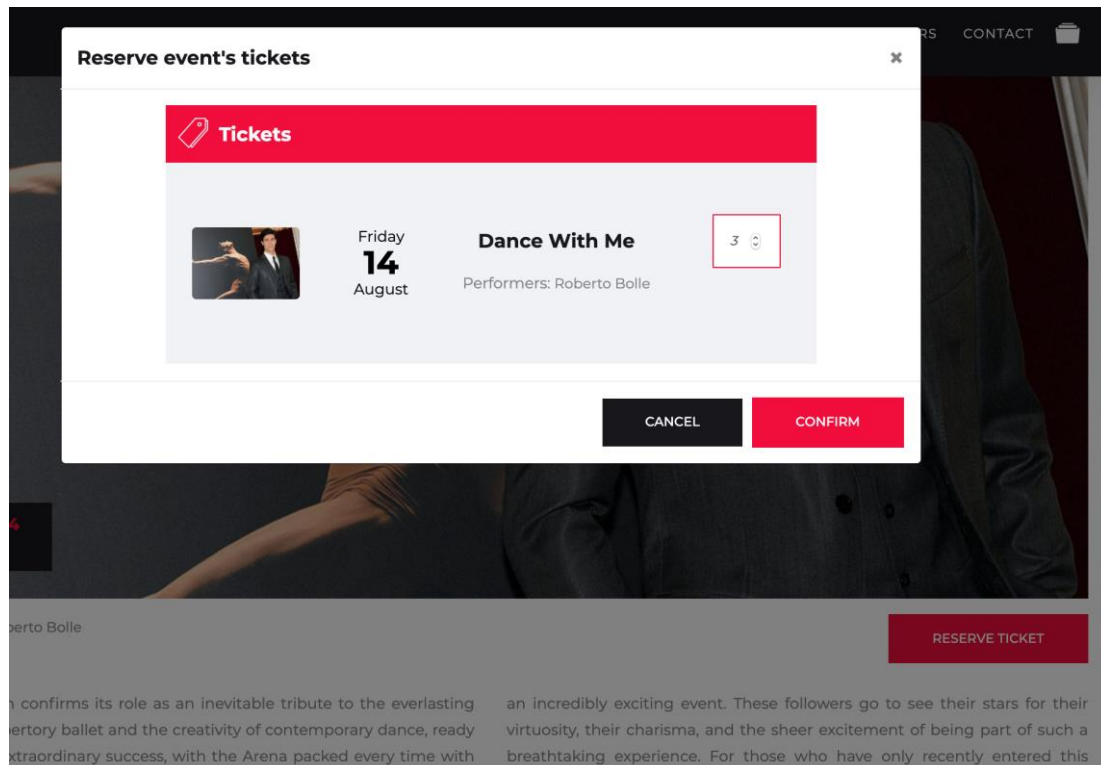 RS CONTACT
Reserve event's tickets
×
Tickets
Friday
14
August
Dance With Me
Performers: Roberto Bolle
3
CANCEL
CONFIRM
4
berto Bolle
RESERVE TICKET
confirms its role as an inevitable tribute to the everlasting
ertory ballet and the creativity of contemporary dance, ready
xtraordinary success, with the Arena packed every time with
an incredibly exciting event. These followers go to see their stars for their
virtuosity, their charisma, and the sheer excitement of being part of such a
breathtaking experience. For those who have only recently entered this